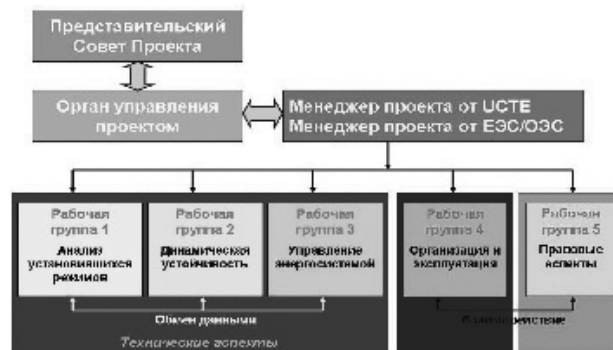 Представительский
Совет Проекта
Орган управления
проектом
Менеджер проекта от UCTE
Менеджер проекта от ЕЭС/ОЭС
Рабочая
группа 1
Анализ
установившихся
режимов
Рабочая
группа 2
Динамическая
устойчивость
Рабочая
группа 3
Управление
энергосистемой
Рабочая
группа 4
Организация и
эксплуатация
Рабочая
группа 5
Правовые
аспекты
Обмен данными
Взаимодействие
Технические аспекты